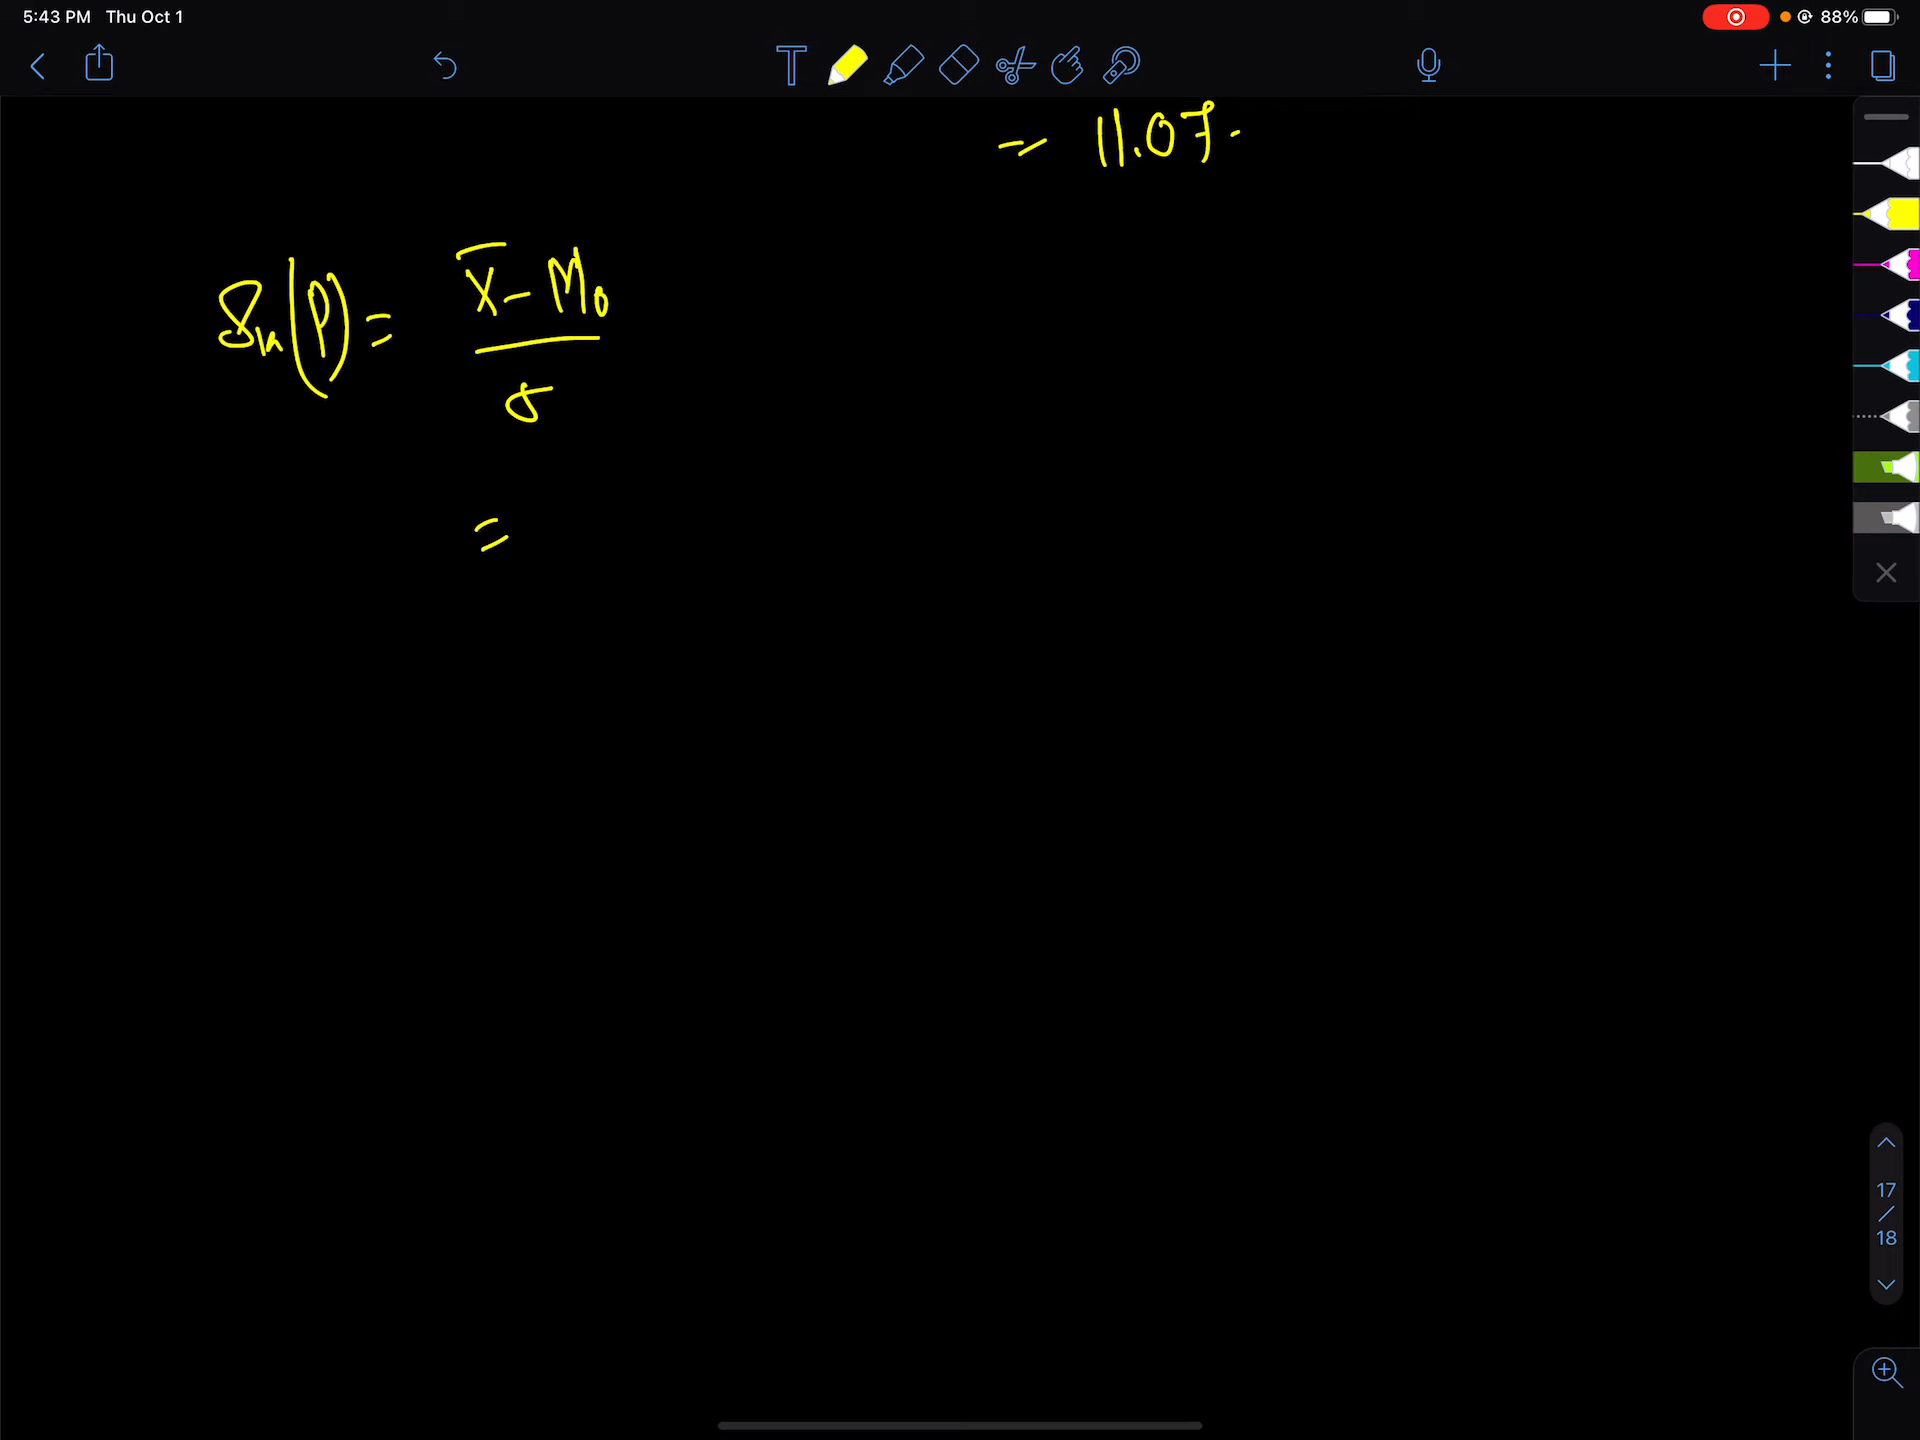 5:43 PM Thu Oct 1
88%
T
= 11.07.
Sk(P) = X̄ - M₀
σ
=
17
/
18